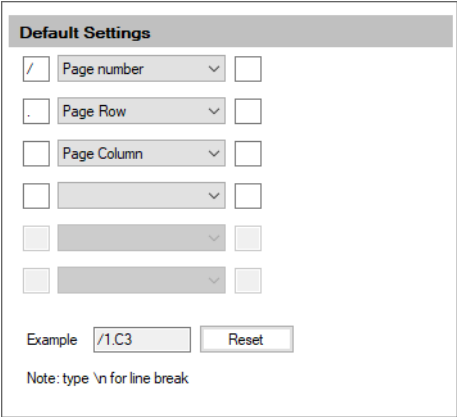 Default Settings
/ Page number
. Page Row
Page Column
Example /1.C3 Reset
Note: type \n for line break